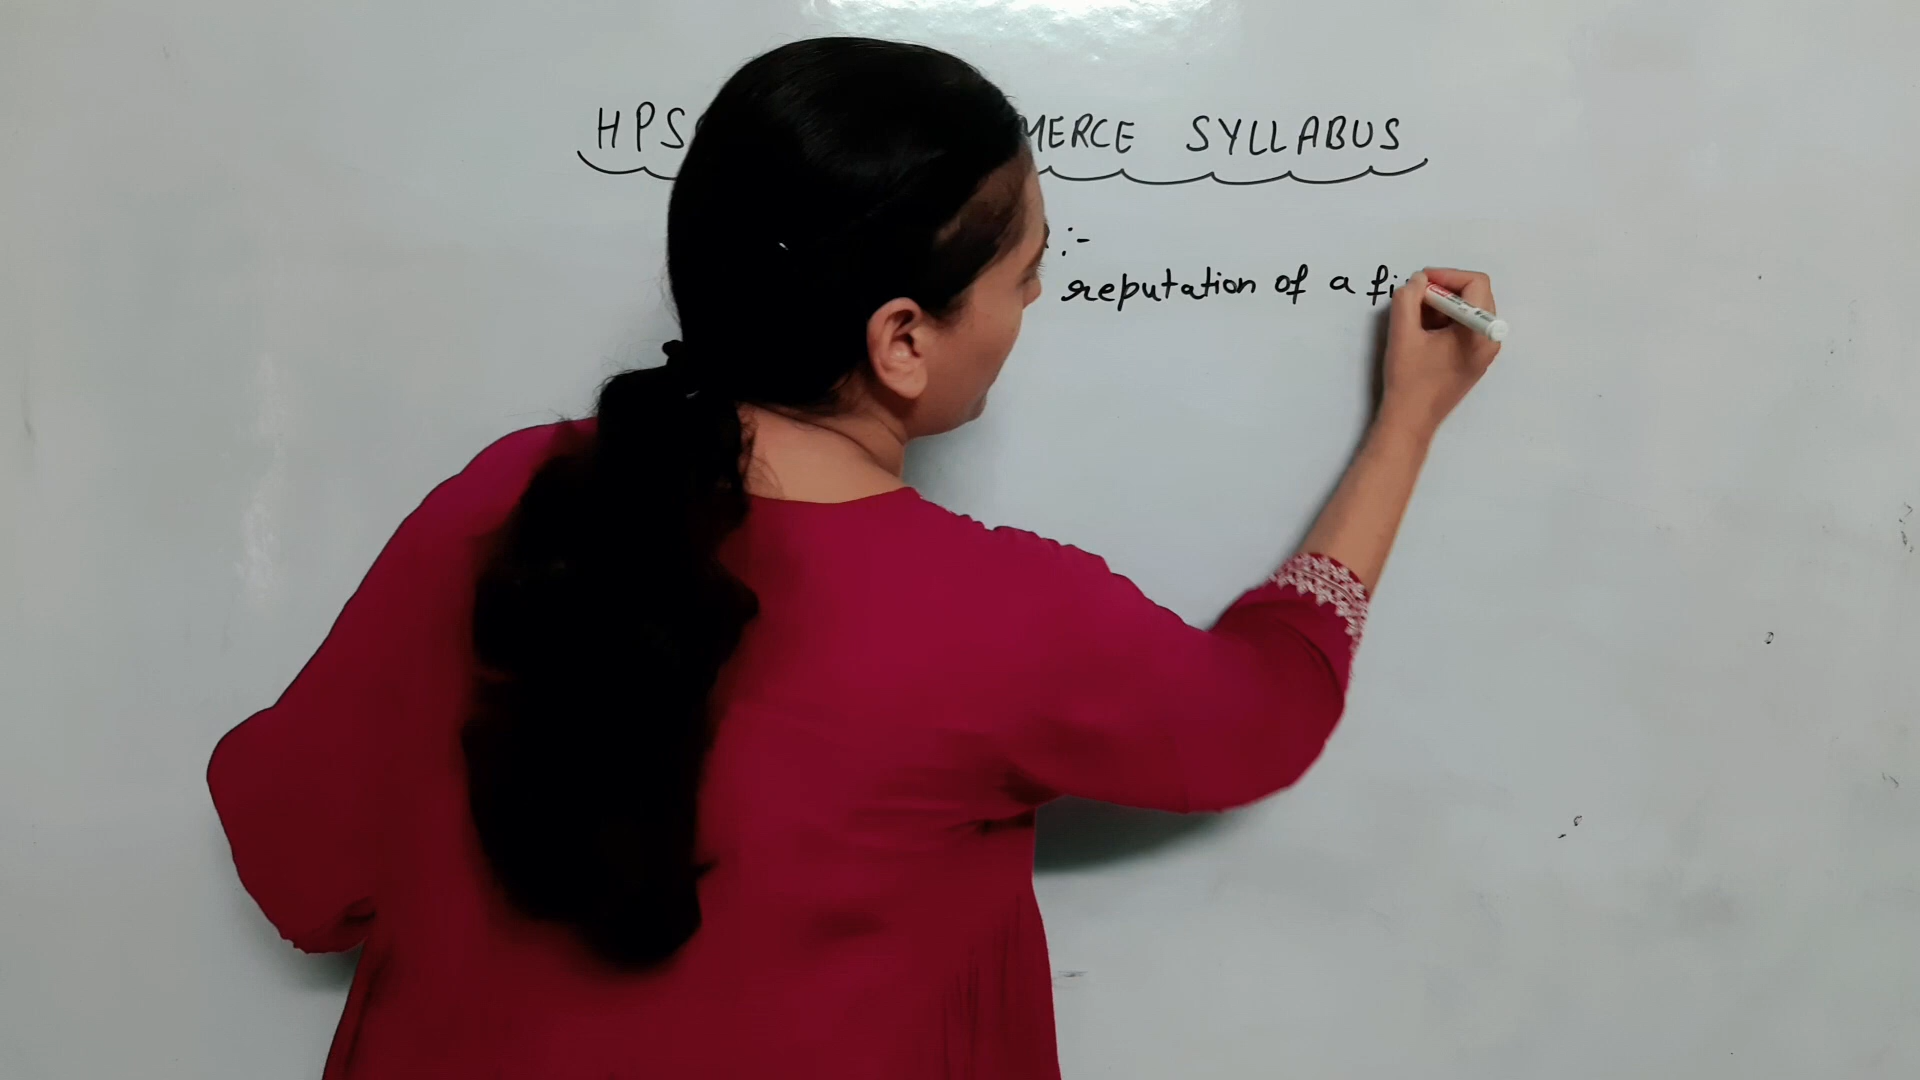 HPS MERCE SYLLABUS
:-
reputation of a fi